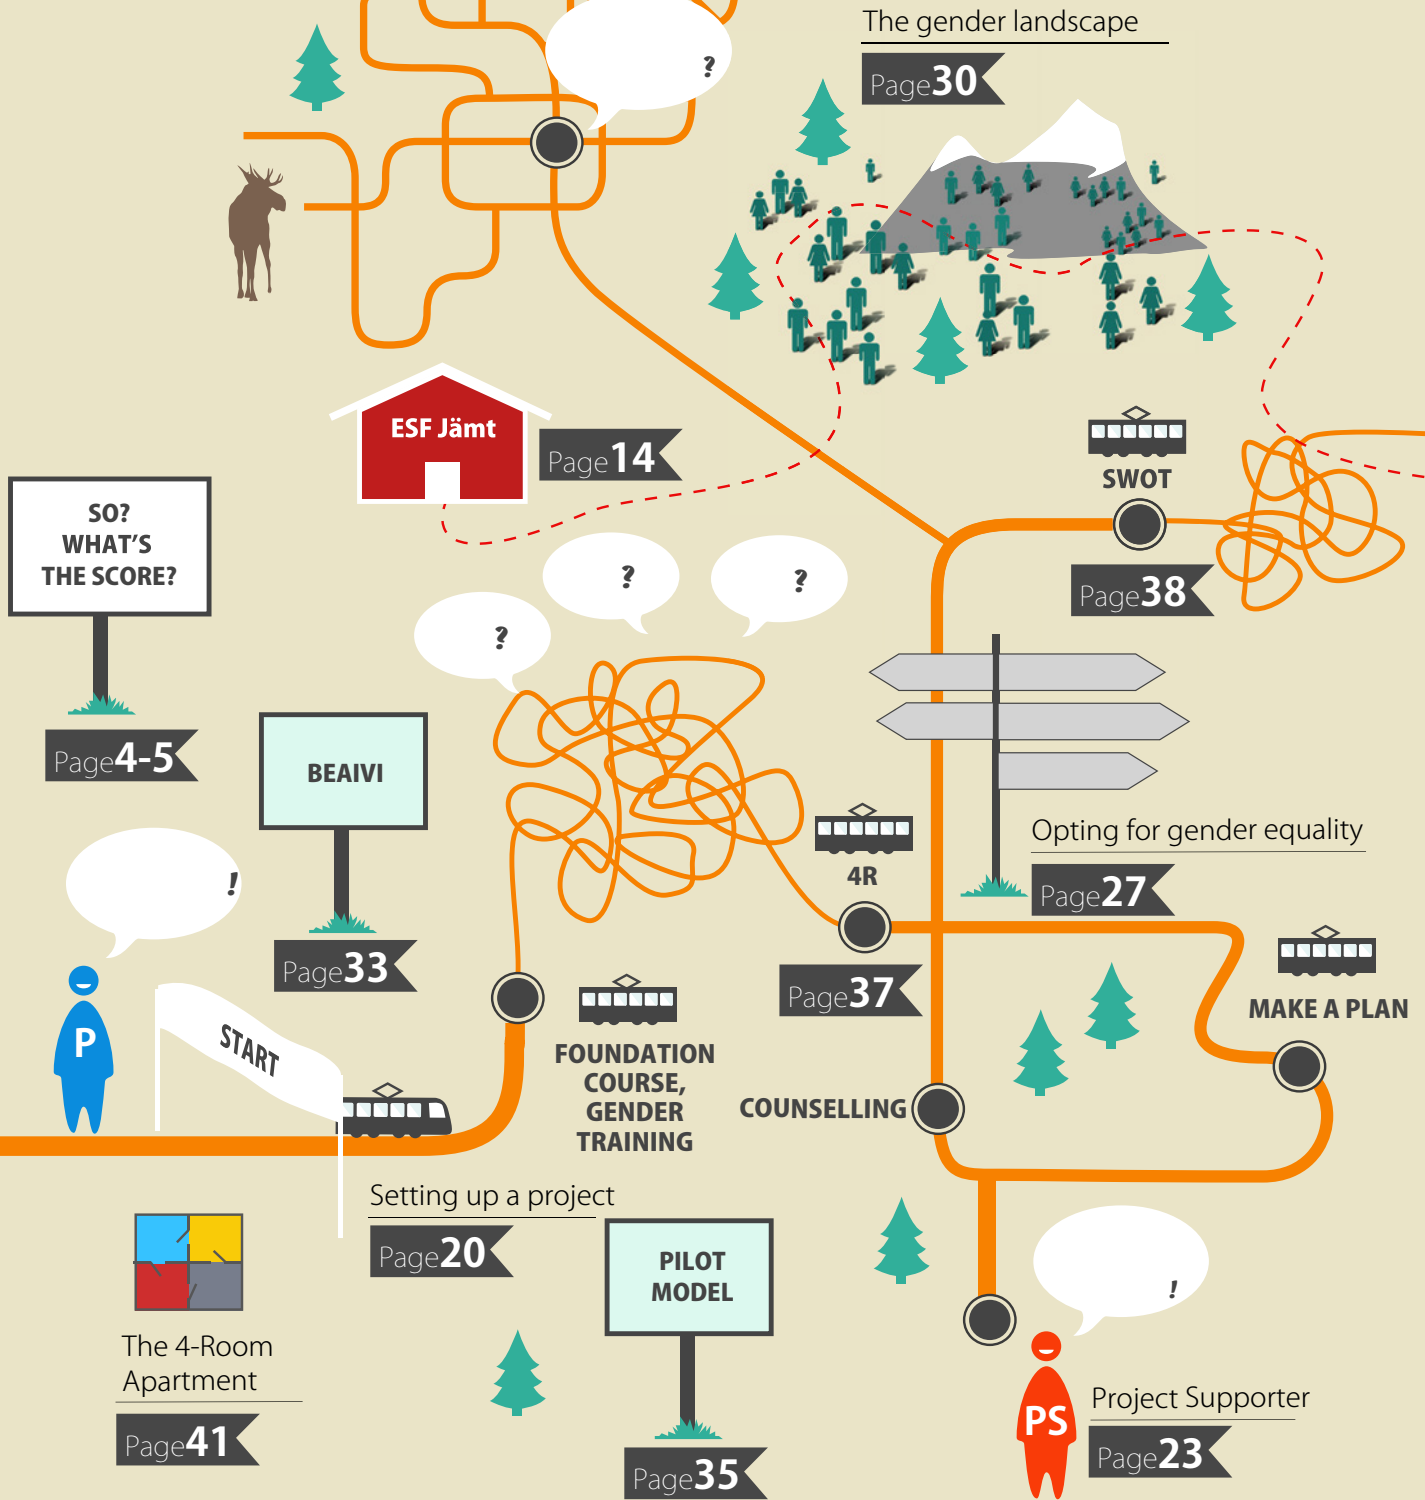 The gender landscape
Page30
?
ESF Jämt
Page14
SWOT
Page38
SO?
WHAT'S
THE SCORE?
Page4-5
?
?
?
BEAIVI
Page33
4R
Page37
Opting for gender equality
Page27
MAKE A PLAN
!
P
START
FOUNDATION
COURSE,
GENDER
TRAINING
COUNSELLING
Setting up a project
Page20
PILOT
MODEL
Page35
The 4-Room
Apartment
Page41
!
PS
Project Supporter
Page23